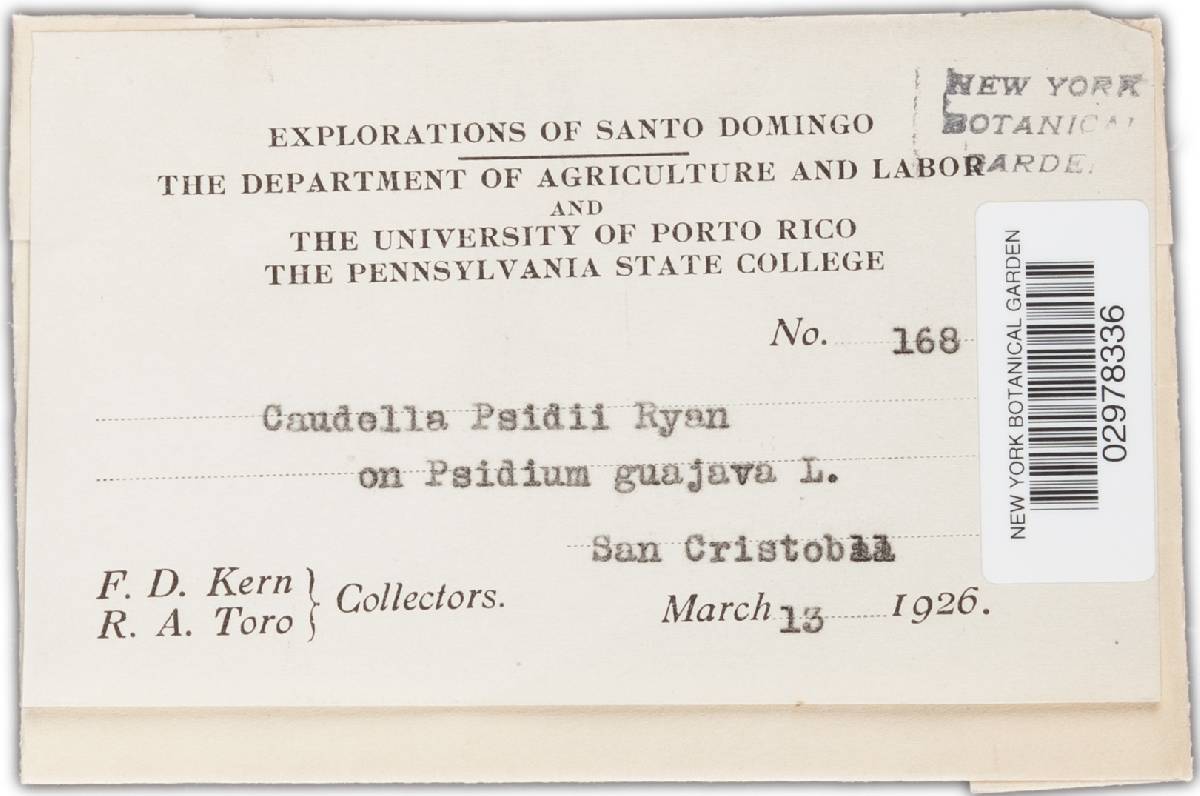 NEW YORK
BOTANICAL
GARDEN
EXPLORATIONS OF SANTO DOMINGO
THE DEPARTMENT OF AGRICULTURE AND LABOR
AND
THE UNIVERSITY OF PORTO RICO
THE PENNSYLVANIA STATE COLLEGE
No. 168
Caudella Psidii Ryan
on Psidium guajava L.
San Cristobal
F. D. Kern
R. A. Toro
Collectors.
March 13 1926.
NEW YORK BOTANICAL GARDEN
02978336